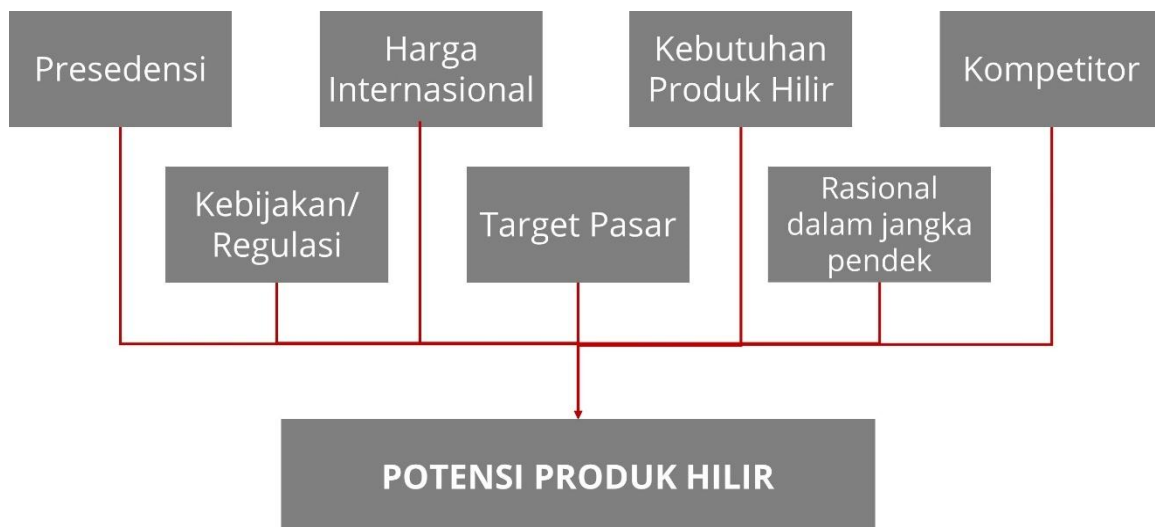 Presedensi
Harga
Internasional
Kebutuhan
Produk Hilir
Kompetitor
Kebijakan/
Regulasi
Target Pasar
Rasional
dalam jangka
pendek
POTENSI PRODUK HILIR